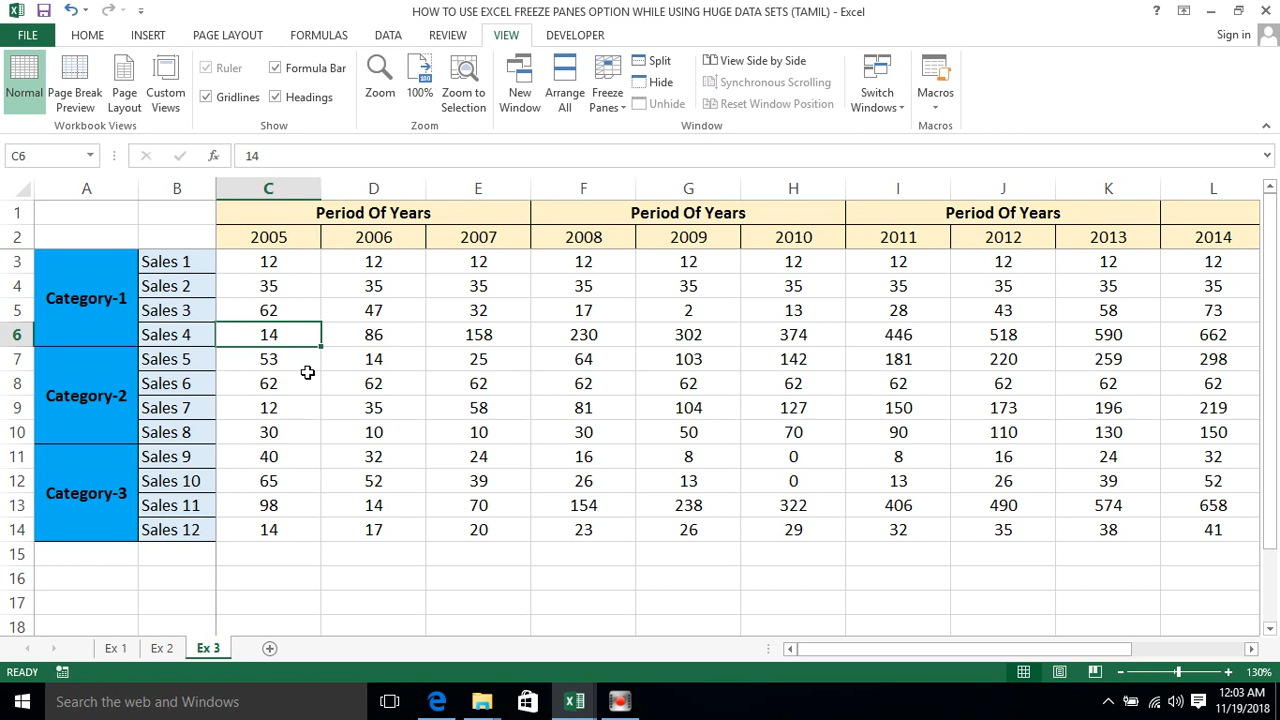 HOW TO USE EXCEL FREEZE PANES OPTION WHILE USING HUGE DATA SETS (TAMIL) - Excel
FILE HOME INSERT PAGE LAYOUT FORMULAS DATA REVIEW VIEW DEVELOPER Sign in
Normal Page Break Preview Page Layout Custom Views
Ruler Formula Bar
Gridlines Headings
Zoom 100% Zoom to Selection
New Window Arrange All Freeze Panes
Split
Hide
Unhide
View Side by Side
Synchronous Scrolling
Reset Window Position
Switch Windows Macros
Workbook Views Show Zoom Window Macros
C6 fx 14
A B C D E F G H I J K L
1 Period Of Years Period Of Years Period Of Years
2 2005 2006 2007 2008 2009 2010 2011 2012 2013 2014
3 Sales 1 12 12 12 12 12 12 12 12 12 12
4 Category-1 Sales 2 35 35 35 35 35 35 35 35 35 35
5 Sales 3 62 47 32 17 2 13 28 43 58 73
6 Sales 4 14 86 158 230 302 374 446 518 590 662
7 Sales 5 53 14 25 64 103 142 181 220 259 298
8 Category-2 Sales 6 62 62 62 62 62 62 62 62 62 62
9 Sales 7 12 35 58 81 104 127 150 173 196 219
10 Sales 8 30 10 10 30 50 70 90 110 130 150
11 Sales 9 40 32 24 16 8 0 8 16 24 32
12 Category-3 Sales 10 65 52 39 26 13 0 13 26 39 52
13 Sales 11 98 14 70 154 238 322 406 490 574 658
14 Sales 12 14 17 20 23 26 29 32 35 38 41
15
16
17
18
Ex 1 Ex 2 Ex 3
READY 130%
Search the web and Windows
12:03 AM
11/19/2018